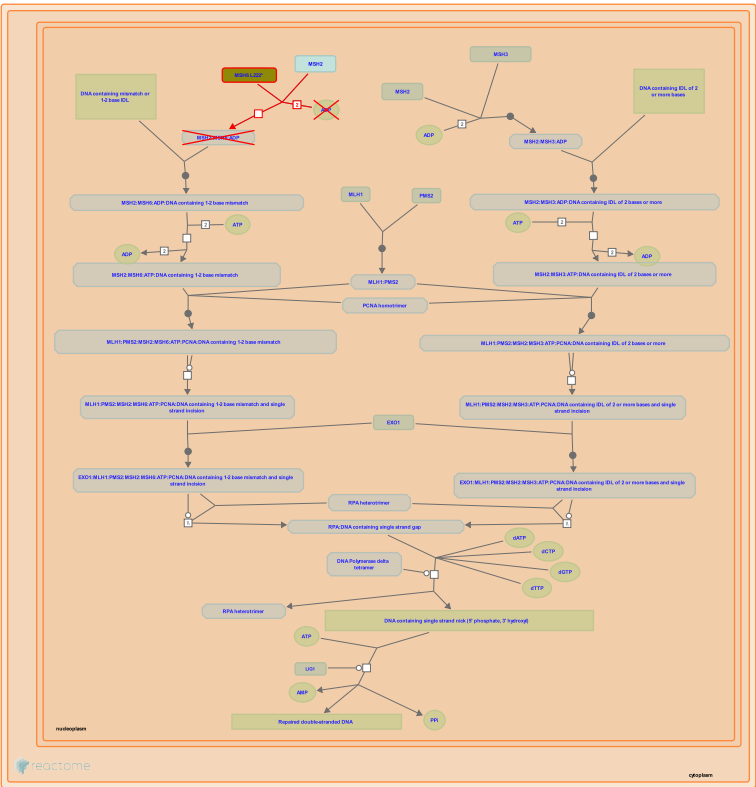 MSH3
MSH2
MSH6 L222*
DNA containing mismatch or
1-2 base IDL
DNA containing IDL of 2
or more bases
MSH2
2
2
ADP
ADP
MSH2:MSH3:ADP
MLH1
PMS2
MSH2:MSH6:ADP:DNA containing 1-2 base mismatch
MSH2:MSH3:ADP:DNA containing IDL of 2 bases or more
2
ATP
ATP
2
ADP
2
2
ADP
MSH2:MSH6:ATP:DNA containing 1-2 base mismatch
MSH2:MSH3:ATP:DNA containing IDL of 2 bases or more
MLH1:PMS2
PCNA homotrimer
MLH1:PMS2:MSH2:MSH6:ATP:PCNA:DNA containing 1-2 base mismatch
MLH1:PMS2:MSH2:MSH3:ATP:PCNA:DNA containing IDL of 2 bases or more
MLH1:PMS2:MSH2:MSH6:ATP:PCNA:DNA containing 1-2 base mismatch and single
strand incision
MLH1:PMS2:MSH2:MSH3:ATP:PCNA:DNA containing IDL of 2 or more bases and single
strand incision
EXO1
EXO1:MLH1:PMS2:MSH2:MSH6:ATP:PCNA:DNA containing 1-2 base mismatch and single
strand incision
EXO1:MLH1:PMS2:MSH2:MSH3:ATP:PCNA:DNA containing IDL of 2 or more bases and single
strand incision
RPA heterotrimer
RPA:DNA containing single strand gap
dATP
dCTP
DNA Polymerase delta
tetramer
dGTP
dTTP
RPA heterotrimer
DNA containing single strand nick (5' phosphate, 3' hydroxyl)
ATP
LIG1
AMP
Repaired double-stranded DNA
PPi
nucleoplasm
reactome
cytoplasm